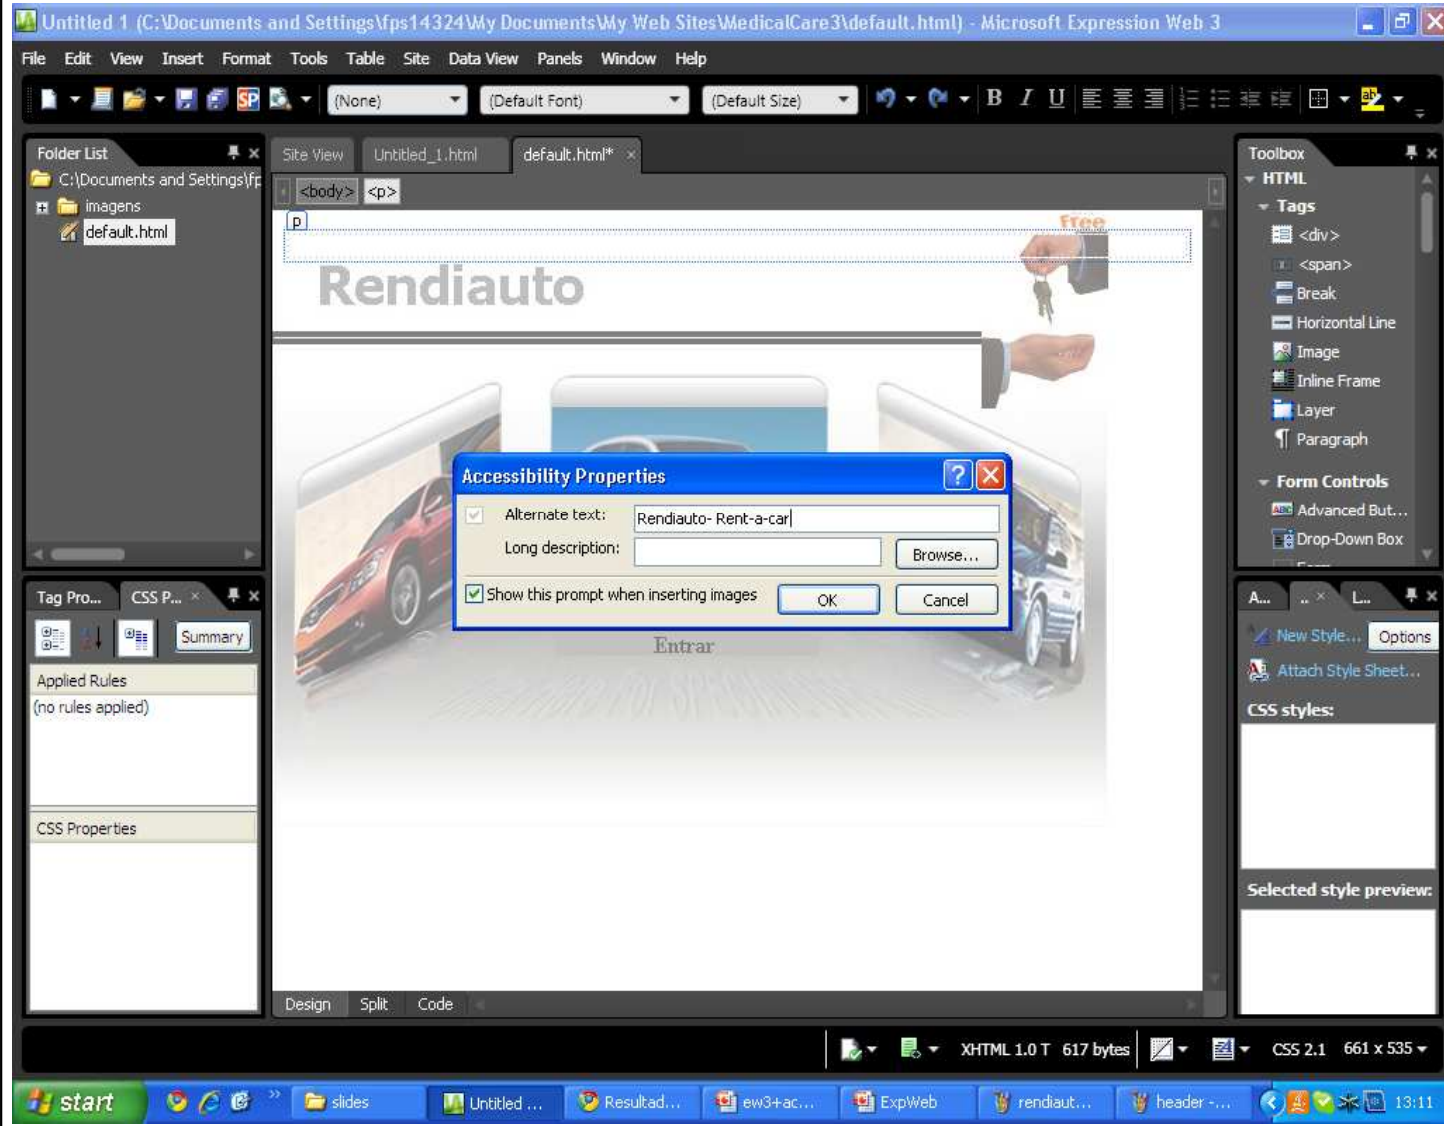 Untitled 1 (C:\Documents and Settings\fps14324\My Documents\My Web Sites\MedicalCare3\default.html) - Microsoft Expression Web 3
File Edit View Insert Format Tools Table Site Data View Panels Window Help
SP (None) (Default Font) (Default Size) B I U ab
Folder List
C:\Documents and Settings\fp
imagens
default.html
Site View Untitled_1.html default.html*
<body> <p>
p
Free
Rendiauto
Entrar
Accessibility Properties
Alternate text: Rendiauto- Rent-a-car
Long description: Browse...
Show this prompt when inserting images OK Cancel
Toolbox
HTML
Tags
<div>
<span>
Break
Horizontal Line
Image
Inline Frame
Layer
Paragraph
Form Controls
Advanced But...
Drop-Down Box
Tag Pro... CSS P...
Summary
Applied Rules
(no rules applied)
CSS Properties
A... .. L...
New Style... Options
Attach Style Sheet...
CSS styles:
Selected style preview:
Design Split Code
XHTML 1.0 T 617 bytes CSS 2.1 661 x 535
start slides Untitled ... Resultad... ew3+ac... ExpWeb rendiaut... header -... 13:11